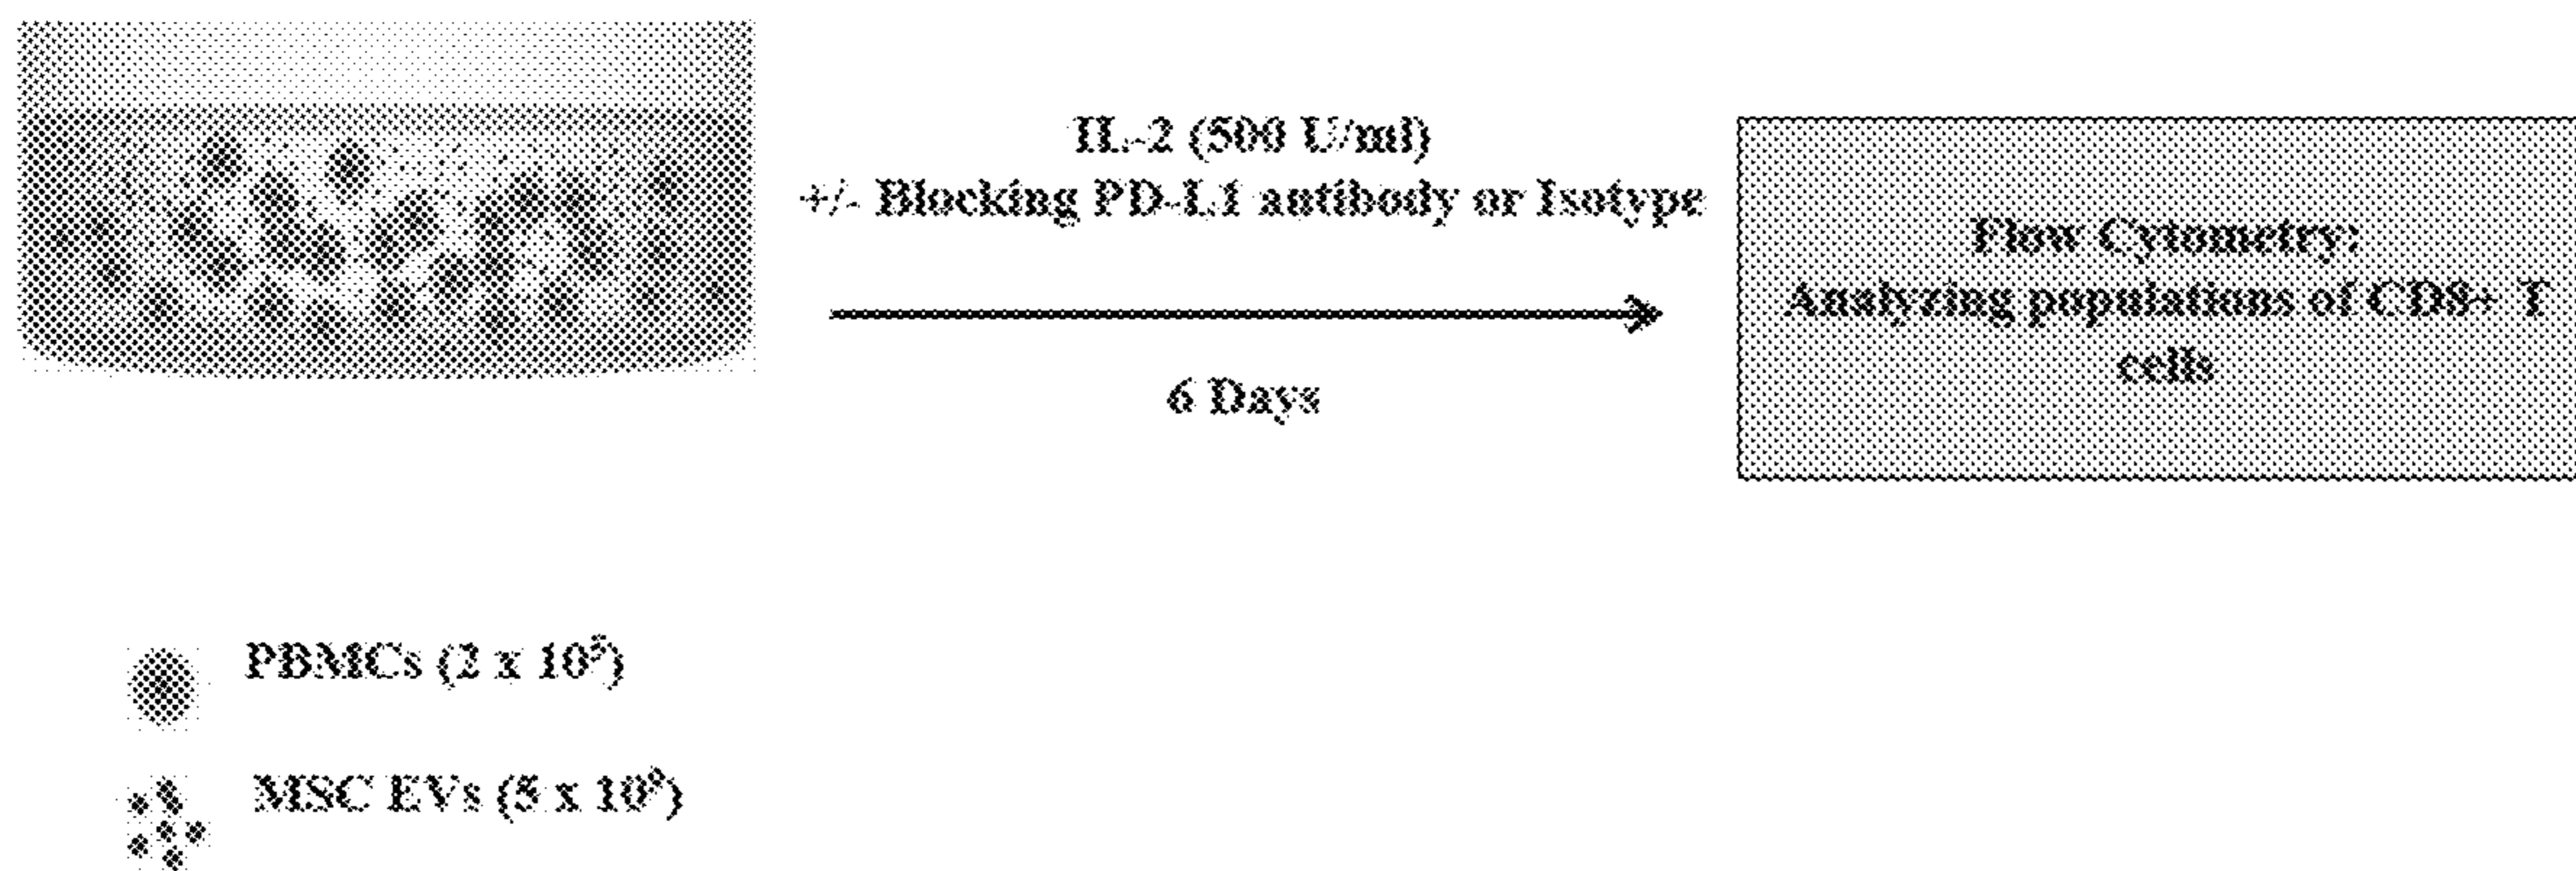 IL-2 (500 U/ml)
+/- Blocking PD-L1 antibody or Isotype
6 Days
Flow Cytometry:
Analyzing populations of CD8+ T
cells
PBMCs (2 x 10⁵)
MSC EVs (5 x